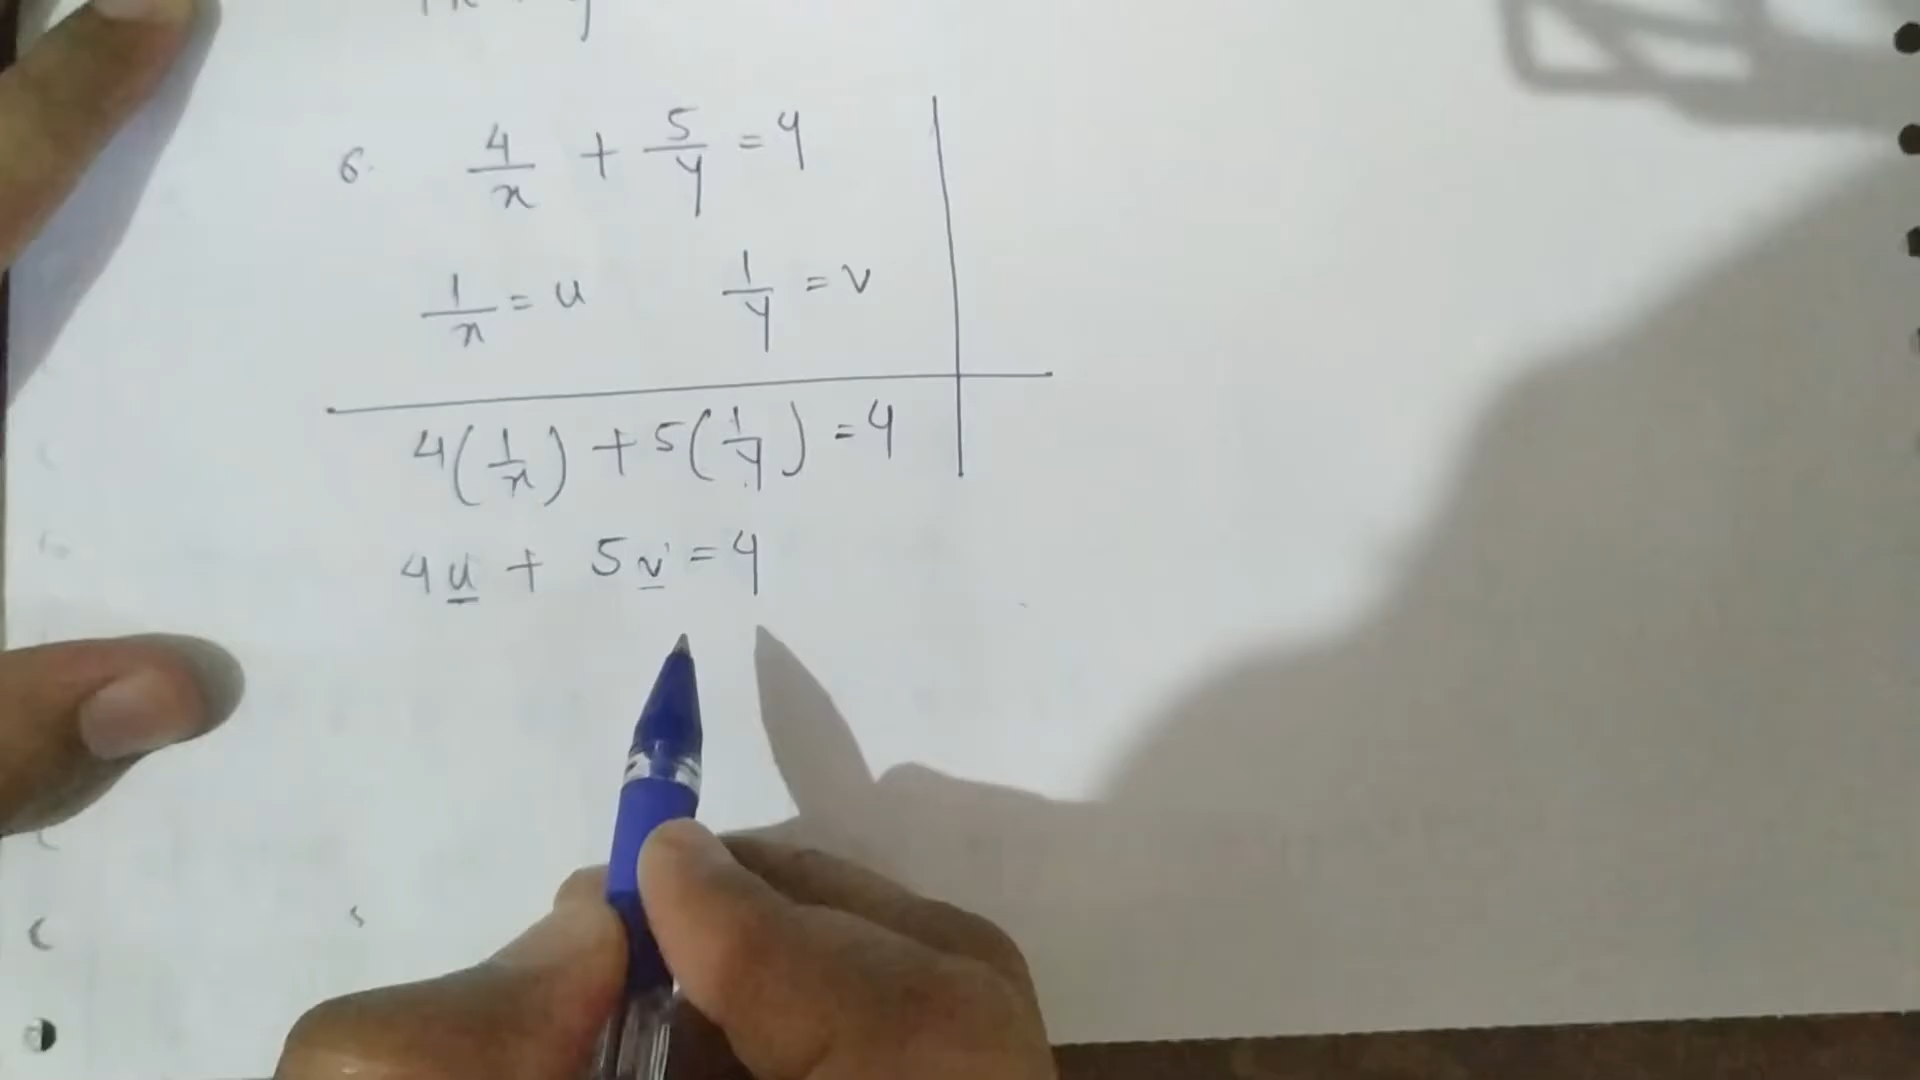 6. 4/x + 5/y = 4
1/x = u 1/y = v
4(1/x) + 5(1/y) = 4
4u + 5v = 4